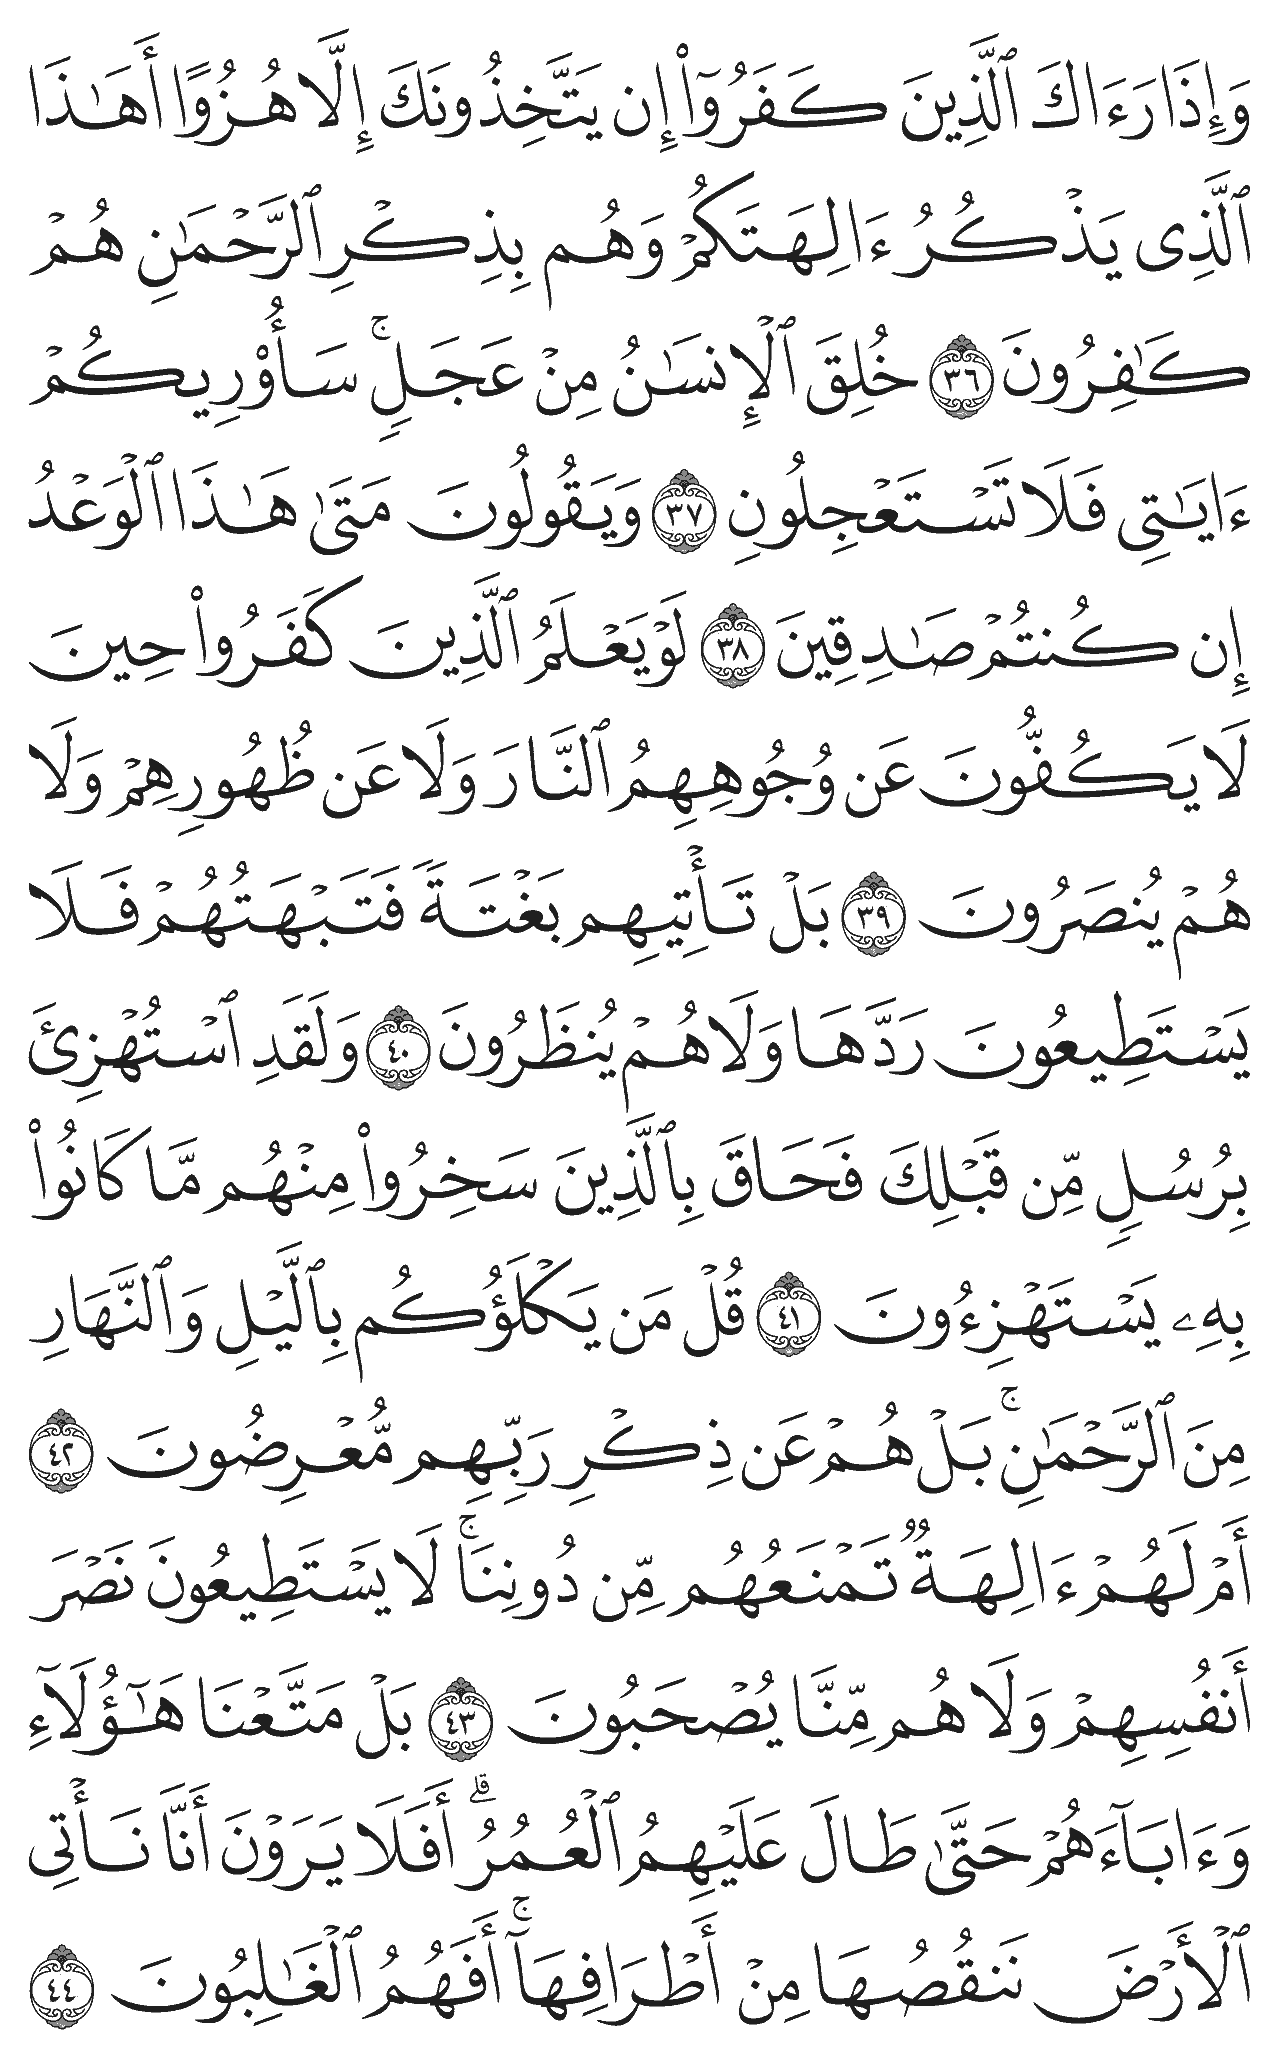 وَإِذَا رَءَاكَ ٱلَّذِينَ كَفَرُوٓا۟ إِن يَتَّخِذُونَكَ إِلَّا هُزُوًا أَهَـٰذَا
ٱلَّذِى يَذْكُرُ ءَالِهَتَكُمْ وَهُم بِذِكْرِ ٱلرَّحْمَـٰنِ هُمْ
كَـٰفِرُونَ ٣٦ خُلِقَ ٱلْإِنسَـٰنُ مِنْ عَجَلٍ ۚ سَأُو۟رِيكُمْ
ءَايَـٰتِى فَلَا تَسْتَعْجِلُونِ ٣٧ وَيَقُولُونَ مَتَىٰ هَـٰذَا ٱلْوَعْدُ
إِن كُنتُمْ صَـٰدِقِينَ ٣٨ لَوْ يَعْلَمُ ٱلَّذِينَ كَفَرُوا۟ حِينَ
لَا يَكُفُّونَ عَن وُجُوهِهِمُ ٱلنَّارَ وَلَا عَن ظُهُورِهِمْ وَلَا
هُمْ يُنصَرُونَ ٣٩ بَلْ تَأْتِيهِم بَغْتَةً فَتَبْهَتُهُمْ فَلَا
يَسْتَطِيعُونَ رَدَّهَا وَلَا هُمْ يُنظَرُونَ ٤٠ وَلَقَدِ ٱسْتُهْزِئَ
بِرُسُلٍ مِّن قَبْلِكَ فَحَاقَ بِٱلَّذِينَ سَخِرُوا۟ مِنْهُم مَّا كَانُوا۟
بِهِۦ يَسْتَهْزِءُونَ ٤١ قُلْ مَن يَكْلَؤُكُم بِٱلَّيْلِ وَٱلنَّهَارِ
مِنَ ٱلرَّحْمَـٰنِ ۚ بَلْ هُمْ عَن ذِكْرِ رَبِّهِم مُّعْرِضُونَ ٤٢
أَمْ لَهُمْ ءَالِهَةٌ تَمْنَعُهُم مِّن دُونِنَا ۚ لَا يَسْتَطِيعُونَ نَصْرَ
أَنفُسِهِمْ وَلَا هُم مِّنَّا يُصْحَبُونَ ٤٣ بَلْ مَتَّعْنَا هَـٰٓؤُلَآءِ
وَءَابَآءَهُمْ حَتَّىٰ طَالَ عَلَيْهِمُ ٱلْعُمُرُ ۗ أَفَلَا يَرَوْنَ أَنَّا نَأْتِى
ٱلْأَرْضَ نَنقُصُهَا مِنْ أَطْرَافِهَآ ۚ أَفَهُمُ ٱلْغَـٰلِبُونَ ٤٤